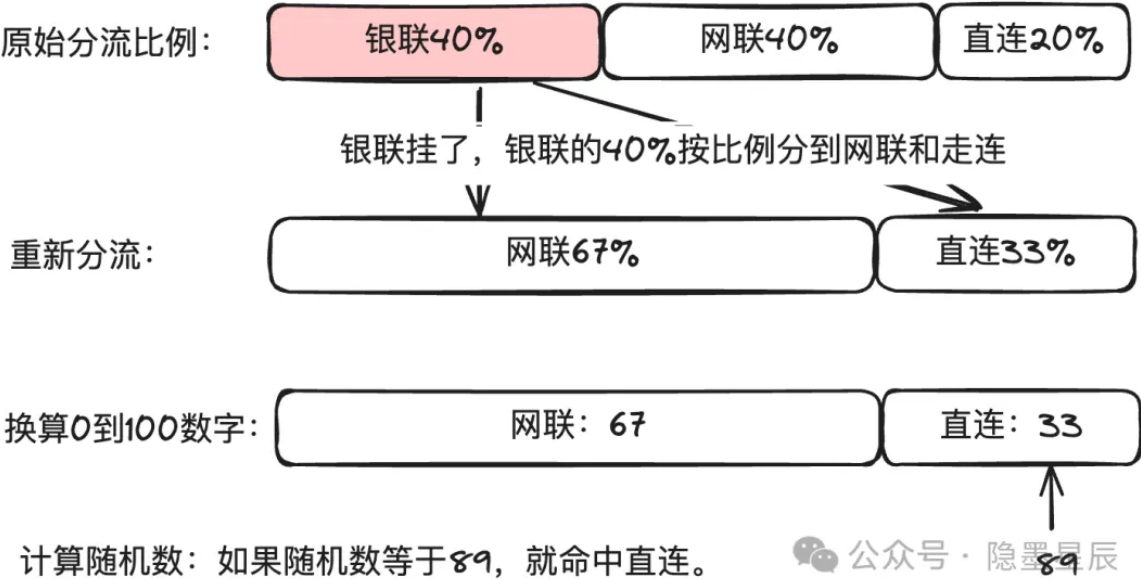 原始分流比例：
银联40%
网联40%
直连20%
银联挂了，银联的40%按比例分到网联和走连
重新分流：
网联67%
直连33%
换算0到100数字：
网联：67
直连：33
计算随机数：如果随机数等于89，就命中直连。
89
公众号·隐墨星辰